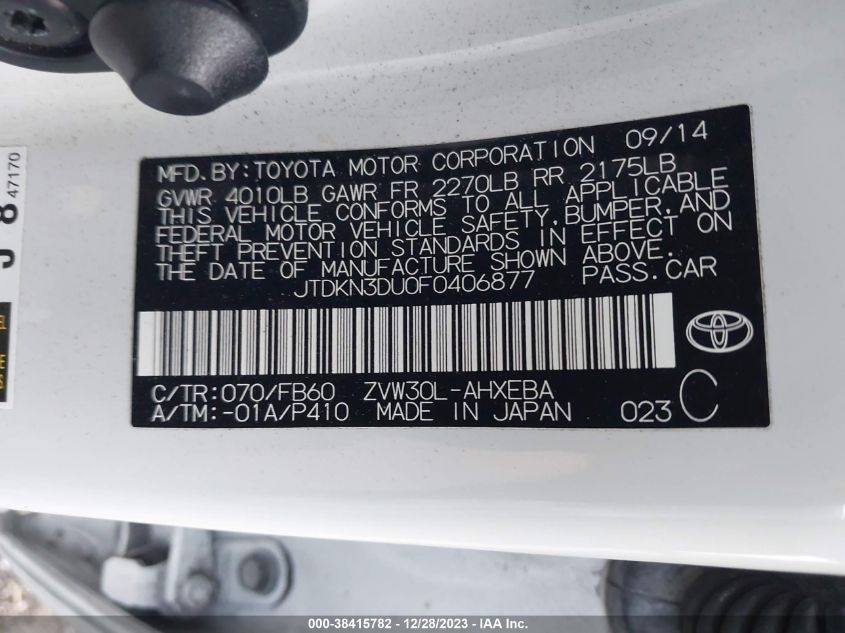 MFD. BY: TOYOTA MOTOR CORPORATION 09/14
GVWR 4010LB GAWR FR 2270LB RR 2175LB
THIS VEHICLE CONFORMS TO ALL APPLICABLE
FEDERAL MOTOR VEHICLE SAFETY, BUMPER, AND
THEFT PREVENTION STANDARDS IN EFFECT ON
THE DATE OF MANUFACTURE SHOWN ABOVE.
JTDKN3DU0F0406877 PASS. CAR
C/TR: 070/FB60 ZVW30L-AHXEBA
A/TM: -01A/P410 MADE IN JAPAN 023 C
47170
8
000-38415782 - 12/28/2023 - IAA Inc.